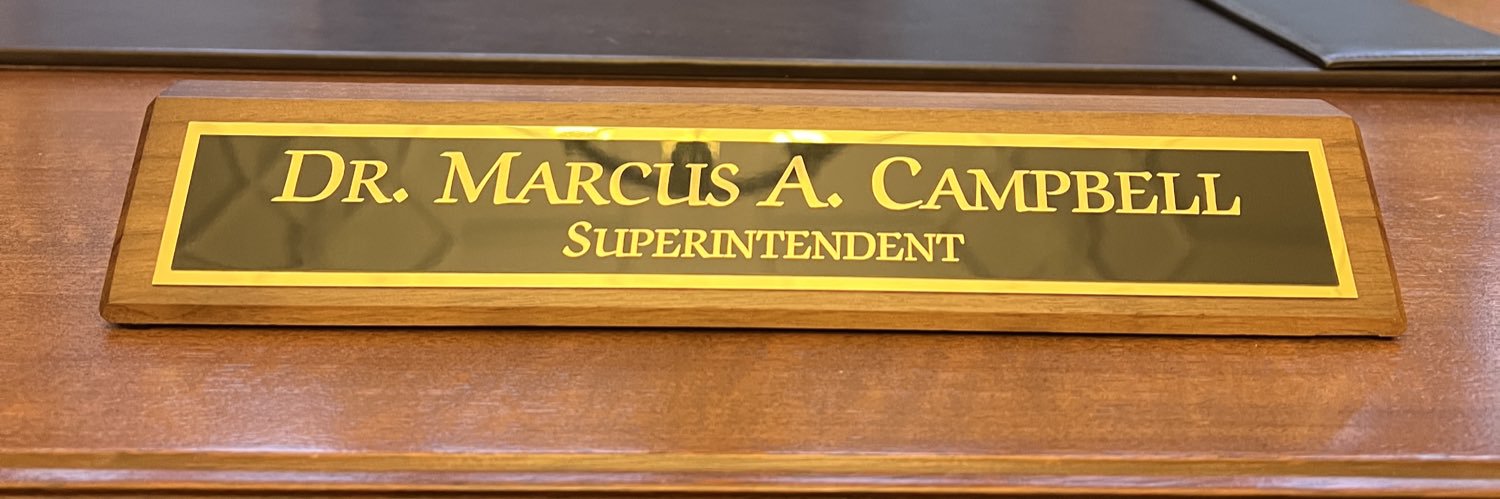 DR. MARCUS A. CAMPBELL
SUPERINTENDENT